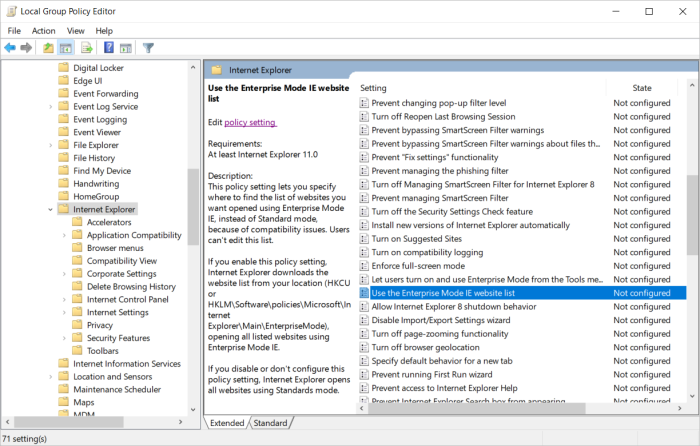 Local Group Policy Editor
File Action View Help
Digital Locker
Edge UI
Event Forwarding
Event Log Service
Event Logging
Event Viewer
File Explorer
File History
Find My Device
Handwriting
HomeGroup
Internet Explorer
Accelerators
Application Compatibility
Browser menus
Compatibility View
Corporate Settings
Delete Browsing History
Internet Control Panel
Internet Settings
Privacy
Security Features
Toolbars
Internet Information Services
Location and Sensors
Maintenance Scheduler
Maps
MDM
Internet Explorer
Use the Enterprise Mode IE website
list
Edit policy setting
Requirements:
At least Internet Explorer 11.0
Description:
This policy setting lets you specify
where to find the list of websites you
want opened using Enterprise Mode
IE, instead of Standard mode,
because of compatibility issues. Users
can't edit this list.
If you enable this policy setting,
Internet Explorer downloads the
website list from your location (HKCU
or
HKLM\Software\policies\Microsoft\In
ternet
Explorer\Main\EnterpriseMode),
opening all listed websites using
Enterprise Mode IE.
If you disable or don't configure this
policy setting, Internet Explorer opens
all websites using Standards mode.
Setting State
Prevent changing pop-up filter level Not configured
Turn off Reopen Last Browsing Session Not configured
Prevent bypassing SmartScreen Filter warnings Not configured
Prevent bypassing SmartScreen Filter warnings about files th... Not configured
Prevent "Fix settings" functionality Not configured
Prevent managing the phishing filter Not configured
Turn off Managing SmartScreen Filter for Internet Explorer 8 Not configured
Prevent managing SmartScreen Filter Not configured
Turn off the Security Settings Check feature Not configured
Install new versions of Internet Explorer automatically Not configured
Turn on Suggested Sites Not configured
Turn on compatibility logging Not configured
Enforce full-screen mode Not configured
Let users turn on and use Enterprise Mode from the Tools me... Not configured
Use the Enterprise Mode IE website list Not configured
Allow Internet Explorer 8 shutdown behavior Not configured
Disable Import/Export Settings wizard Not configured
Turn off page-zooming functionality Not configured
Turn off browser geolocation Not configured
Specify default behavior for a new tab Not configured
Prevent running First Run wizard Not configured
Prevent access to Internet Explorer Help Not configured
Prevent Internet Explorer Search box from appearing Not configured
Extended Standard
71 setting(s)